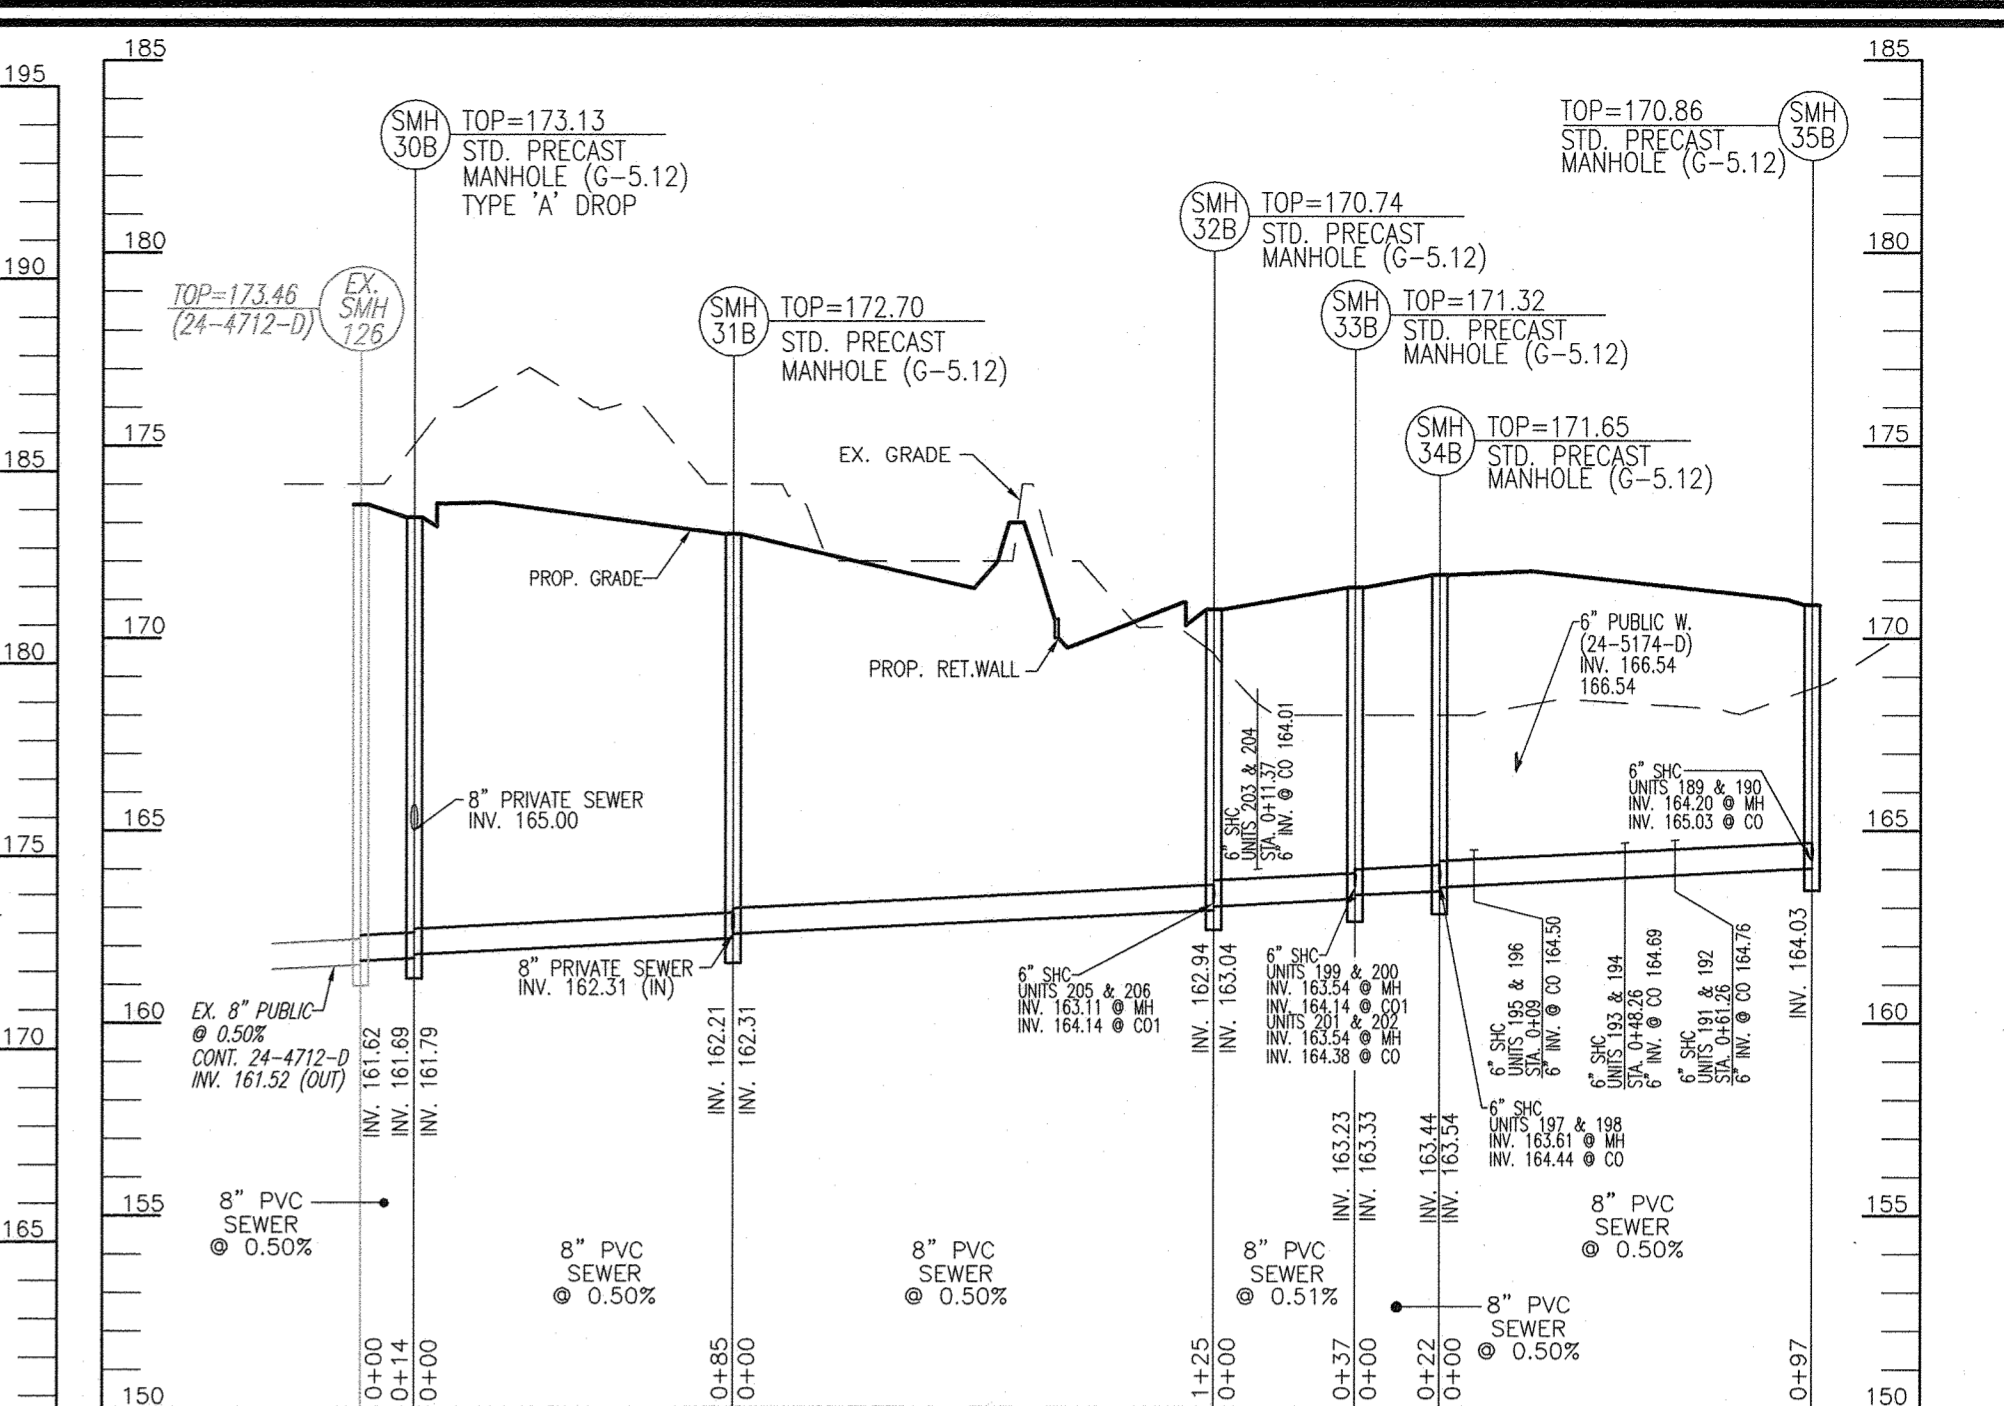 195
190
185
180
175
170
165
185
180
175
170
165
160
155
150
SMH
30B
TOP=173.13
STD. PRECAST
MANHOLE (G-5.12)
TYPE 'A' DROP
TOP=173.46
(24-4712-D)
EX.
SMH
126
SMH
31B
TOP=172.70
STD. PRECAST
MANHOLE (G-5.12)
SMH
32B
TOP=170.74
STD. PRECAST
MANHOLE (G-5.12)
SMH
33B
TOP=171.32
STD. PRECAST
MANHOLE (G-5.12)
SMH
34B
TOP=171.65
STD. PRECAST
MANHOLE (G-5.12)
TOP=170.86
STD. PRECAST
MANHOLE (G-5.12)
SMH
35B
185
180
175
170
165
160
155
150
EX. GRADE
PROP. GRADE
PROP. RET.WALL
6" PUBLIC W.
(24-5174-D)
INV. 166.54
166.54
8" PRIVATE SEWER
INV. 165.00
6" SHC
UNITS 203 & 204
STA. 0+11.37
6" INV. @ CO 164.01
6" SHC
UNITS 189 & 190
INV. 164.20 @ MH
INV. 165.03 @ CO
8" PRIVATE SEWER
INV. 162.31 (IN)
EX. 8" PUBLIC
@ 0.50%
CONT. 24-4712-D
INV. 161.52 (OUT)
INV. 161.62
INV. 161.69
INV. 161.79
INV. 162.21
INV. 162.31
6" SHC
UNITS 205 & 206
INV. 163.11 @ MH
INV. 164.14 @ CO1
INV. 162.94
INV. 163.04
6" SHC
UNITS 199 & 200
INV. 163.54 @ MH
INV. 164.14 @ CO1
UNITS 201 & 202
INV. 163.54 @ MH
INV. 164.38 @ CO
INV. 163.23
INV. 163.33
INV. 163.44
INV. 163.54
6" SHC
UNITS 195 & 196
STA. 0+09
6" INV. @ CO 164.50
6" SHC
UNITS 193 & 194
STA. 0+48.26
6" INV. @ CO 164.69
6" SHC
UNITS 191 & 192
STA. 0+61.26
6" INV. @ CO 164.76
INV. 164.03
6" SHC
UNITS 197 & 198
INV. 163.61 @ MH
INV. 164.44 @ CO
8" PVC
SEWER
@ 0.50%
8" PVC
SEWER
@ 0.50%
8" PVC
SEWER
@ 0.50%
8" PVC
SEWER
@ 0.51%
8" PVC
SEWER
@ 0.50%
8" PVC
SEWER
@ 0.50%
0+00
0+14
0+00
0+85
0+00
1+25
0+00
0+37
0+00
0+22
0+00
0+97